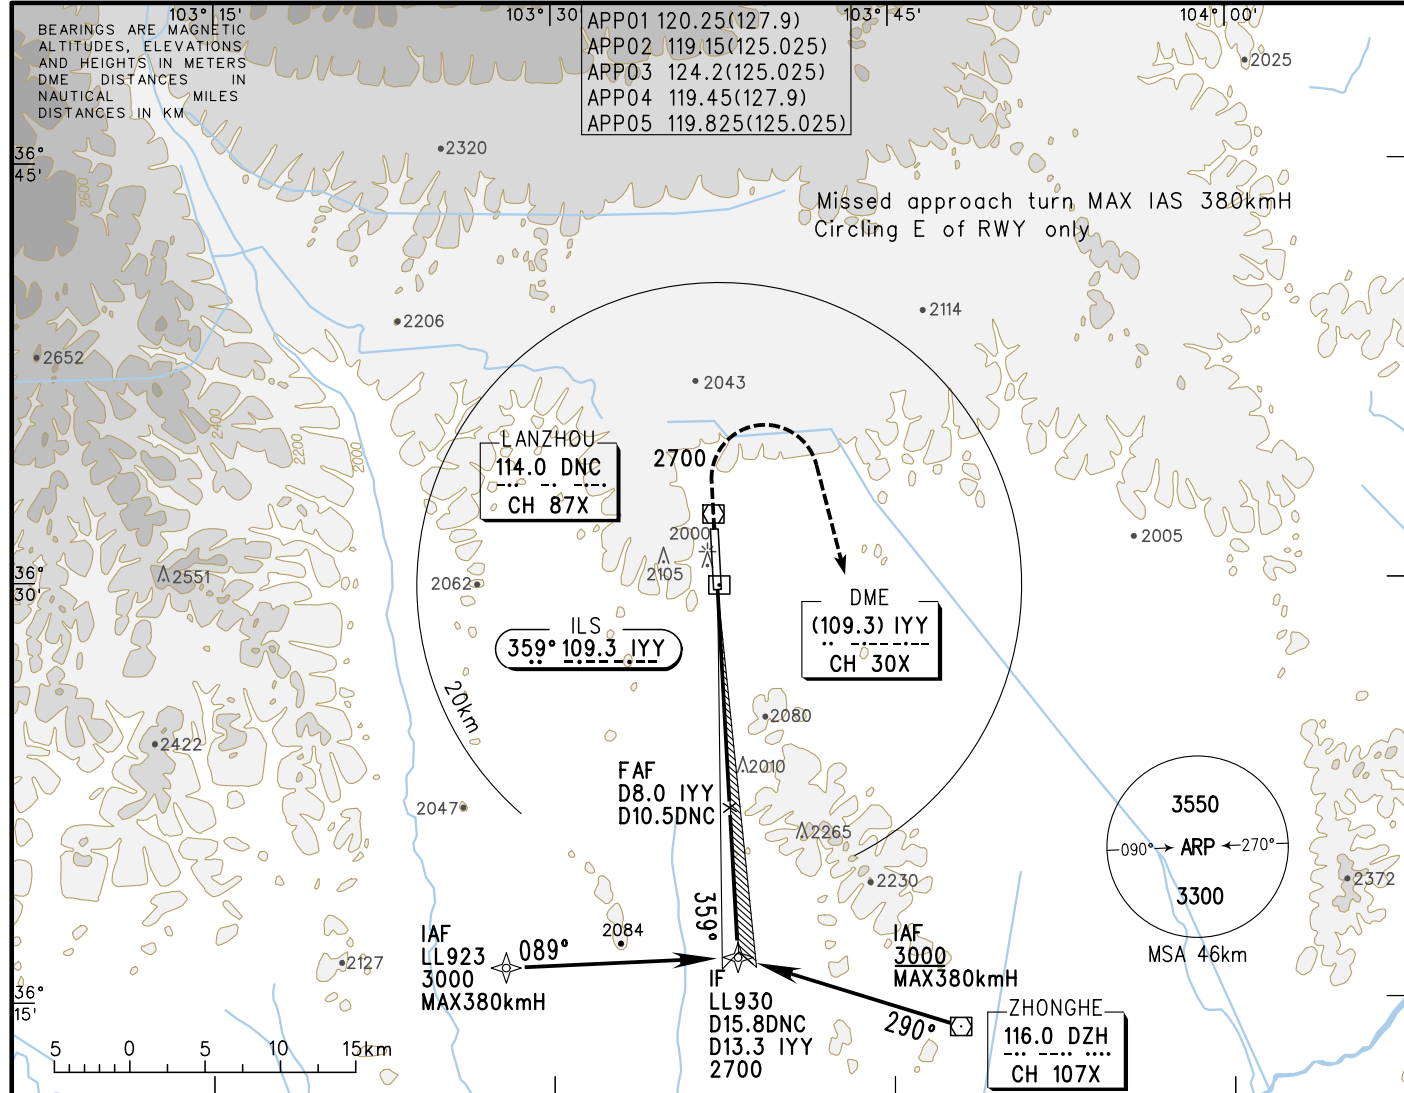 103° 15'
103° 30'
103° 45'
104° 00'
BEARINGS ARE MAGNETIC
ALTITUDES, ELEVATIONS
AND HEIGHTS IN METERS
DME DISTANCES IN
NAUTICAL MILES
DISTANCES IN KM
APP01 120.25(127.9)
APP02 119.15(125.025)
APP03 124.2(125.025)
APP04 119.45(127.9)
APP05 119.825(125.025)
2025
2320
36°
45'
2600
Missed approach turn MAX IAS 380kmH
Circling E of RWY only
2206
2114
2652
2043
2400
2200
2000
LANZHOU
114.0 DNC
CH 87X
2700
2000
2105
2005
36°
30'
2551
2062
ILS
359° 109.3 IYY
DME
(109.3) IYY
CH 30X
20km
2080
2422
2010
FAF
D8.0 IYY
D10.5DNC
2047
2265
3550
090° ARP 270°
3300
MSA 46km
2230
2372
359°
2084
2127
IAF
LL923
3000
MAX380kmH
089°
IAF
3000
MAX380kmH
IF
LL930
D15.8DNC
D13.3 IYY
2700
290°
ZHONGHE
116.0 DZH
CH 107X
36°
15'
5 0 5 10 15km